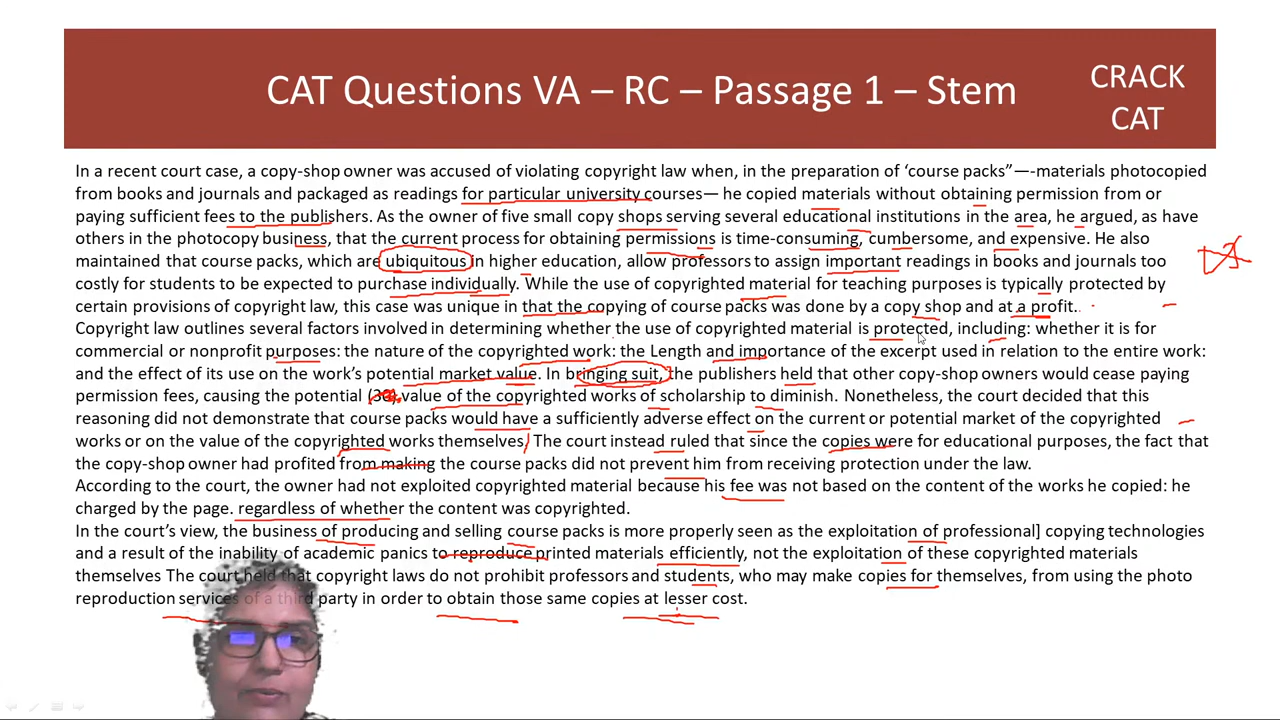 CAT Questions VA – RC – Passage 1 – Stem
CRACK
CAT
In a recent court case, a copy-shop owner was accused of violating copyright law when, in the preparation of ‘course packs”—-materials photocopied
from books and journals and packaged as readings for particular university courses— he copied materials without obtaining permission from or
paying sufficient fees to the publishers. As the owner of five small copy shops serving several educational institutions in the area, he argued, as have
others in the photocopy business, that the current process for obtaining permissions is time-consuming, cumbersome, and expensive. He also
maintained that course packs, which are ubiquitous in higher education, allow professors to assign important readings in books and journals too
costly for students to be expected to purchase individually. While the use of copyrighted material for teaching purposes is typically protected by
certain provisions of copyright law, this case was unique in that the copying of course packs was done by a copy shop and at a profit.
Copyright law outlines several factors involved in determining whether the use of copyrighted material is protected, including: whether it is for
commercial or nonprofit purposes: the nature of the copyrighted work: the Length and importance of the excerpt used in relation to the entire work:
and the effect of its use on the work’s potential market value. In bringing suit, the publishers held that other copy-shop owners would cease paying
permission fees, causing the potential value of the copyrighted works of scholarship to diminish. Nonetheless, the court decided that this
reasoning did not demonstrate that course packs would have a sufficiently adverse effect on the current or potential market of the copyrighted
works or on the value of the copyrighted works themselves. The court instead ruled that since the copies were for educational purposes, the fact that
the copy-shop owner had profited from making the course packs did not prevent him from receiving protection under the law.
According to the court, the owner had not exploited copyrighted material because his fee was not based on the content of the works he copied: he
charged by the page. regardless of whether the content was copyrighted.
In the court’s view, the business of producing and selling course packs is more properly seen as the exploitation of professional] copying technologies
and a result of the inability of academic panics to reproduce printed materials efficiently, not the exploitation of these copyrighted materials
themselves The court held that copyright laws do not prohibit professors and students, who may make copies for themselves, from using the photo
reproduction services of a third party in order to obtain those same copies at lesser cost.